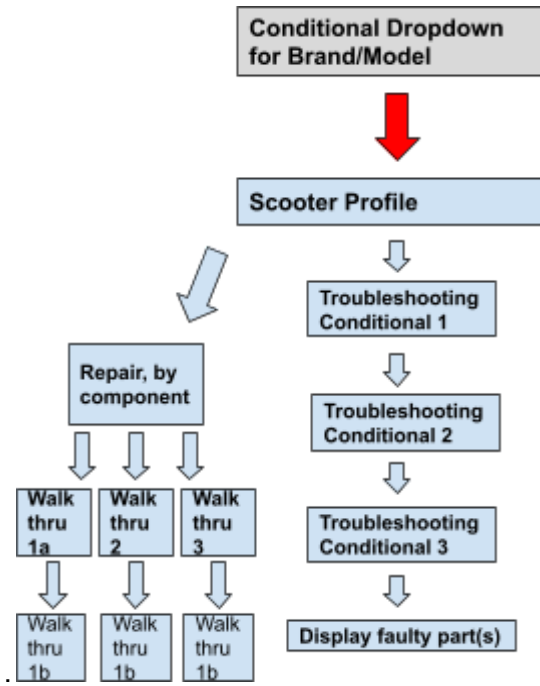 Conditional Dropdown
for Brand/Model
Scooter Profile
Troubleshooting
Conditional 1
Repair, by
component
Troubleshooting
Conditional 2
Walk
thru
1a
Walk
thru
2
Walk
thru
3
Troubleshooting
Conditional 3
Walk
thru
1b
Walk
thru
1b
Walk
thru
1b
Display faulty part(s)
.